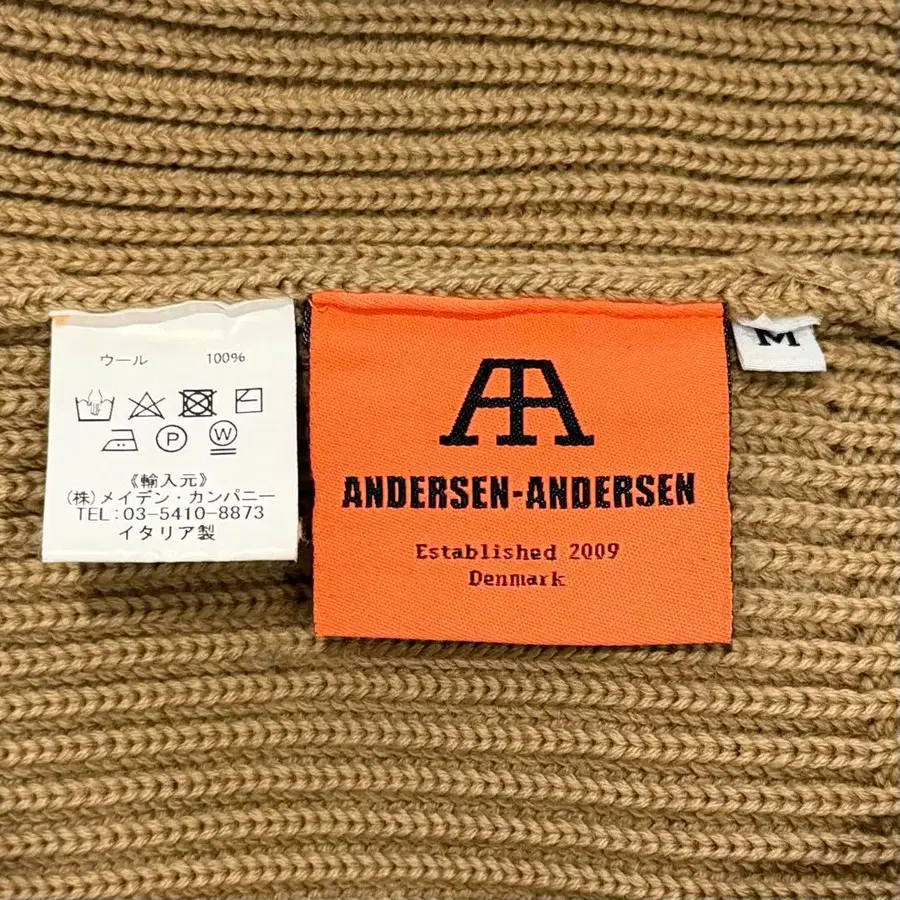 ウール 100%
P
W
《輸入元》
(株)メイデン・カンパニー
TEL:03-5410-8873
イタリア製
AA
ANDERSEN-ANDERSEN
Established 2009
Denmark
M